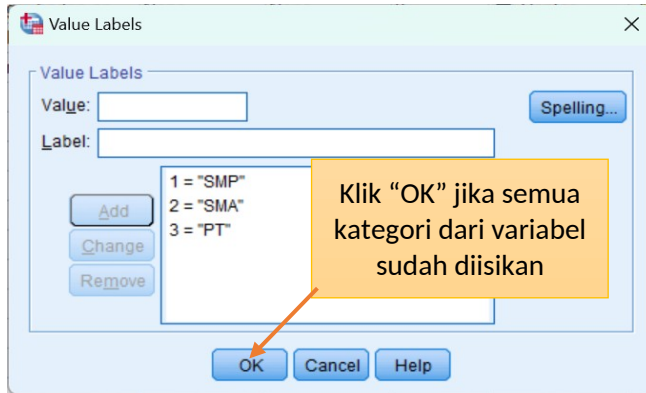 Value Labels
Value Labels
Value:
Spelling...
Label:
1 = "SMP"
2 = "SMA"
3 = "PT"
Add
Change
Remove
Klik “OK” jika semua
kategori dari variabel
sudah diisikan
OK
Cancel
Help